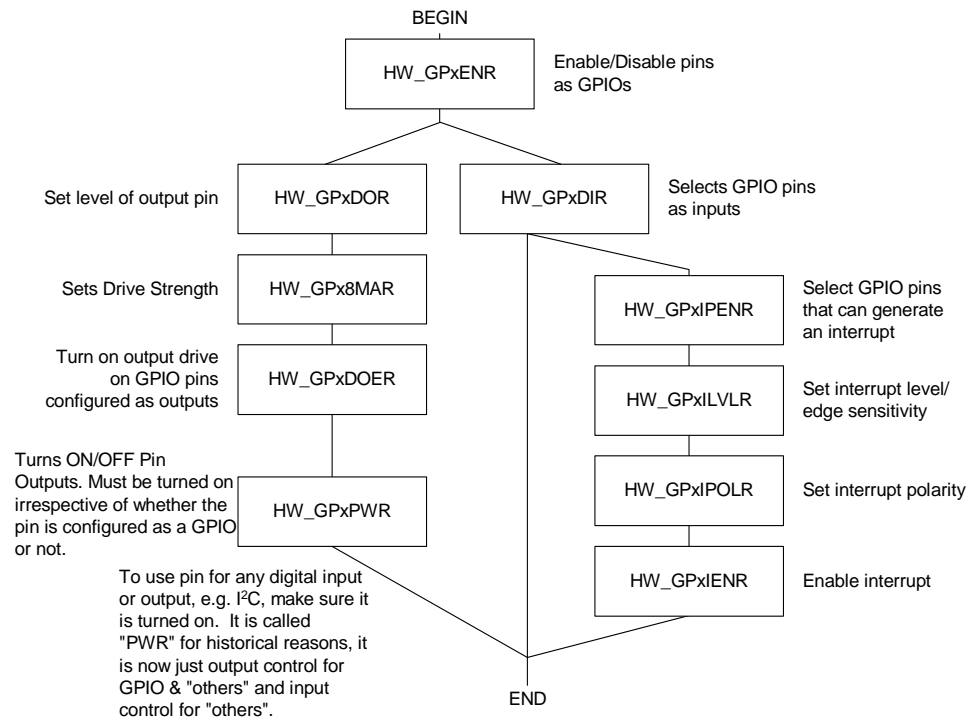 BEGIN
HW_GPxENR
Enable/Disable pins
as GPIOs
Set level of output pin
HW_GPxDOR
HW_GPxDIR
Selects GPIO pins
as inputs
Sets Drive Strength
HW_GPx8MAR
HW_GPxIPENR
Select GPIO pins
that can generate
an interrupt
Turn on output drive
on GPIO pins
configured as outputs
HW_GPxDOER
HW_GPxILVLR
Set interrupt level/
edge sensitivity
Turns ON/OFF Pin
Outputs. Must be turned on
irrespective of whether the
pin is configured as a GPIO
or not.
HW_GPxPWR
HW_GPxIPOLR
Set interrupt polarity
HW_GPxIENR
Enable interrupt
To use pin for any digital input
or output, e.g. I²C, make sure it
is turned on.  It is called
"PWR" for historical reasons, it
is now just output control for
GPIO & "others" and input
control for "others".
END